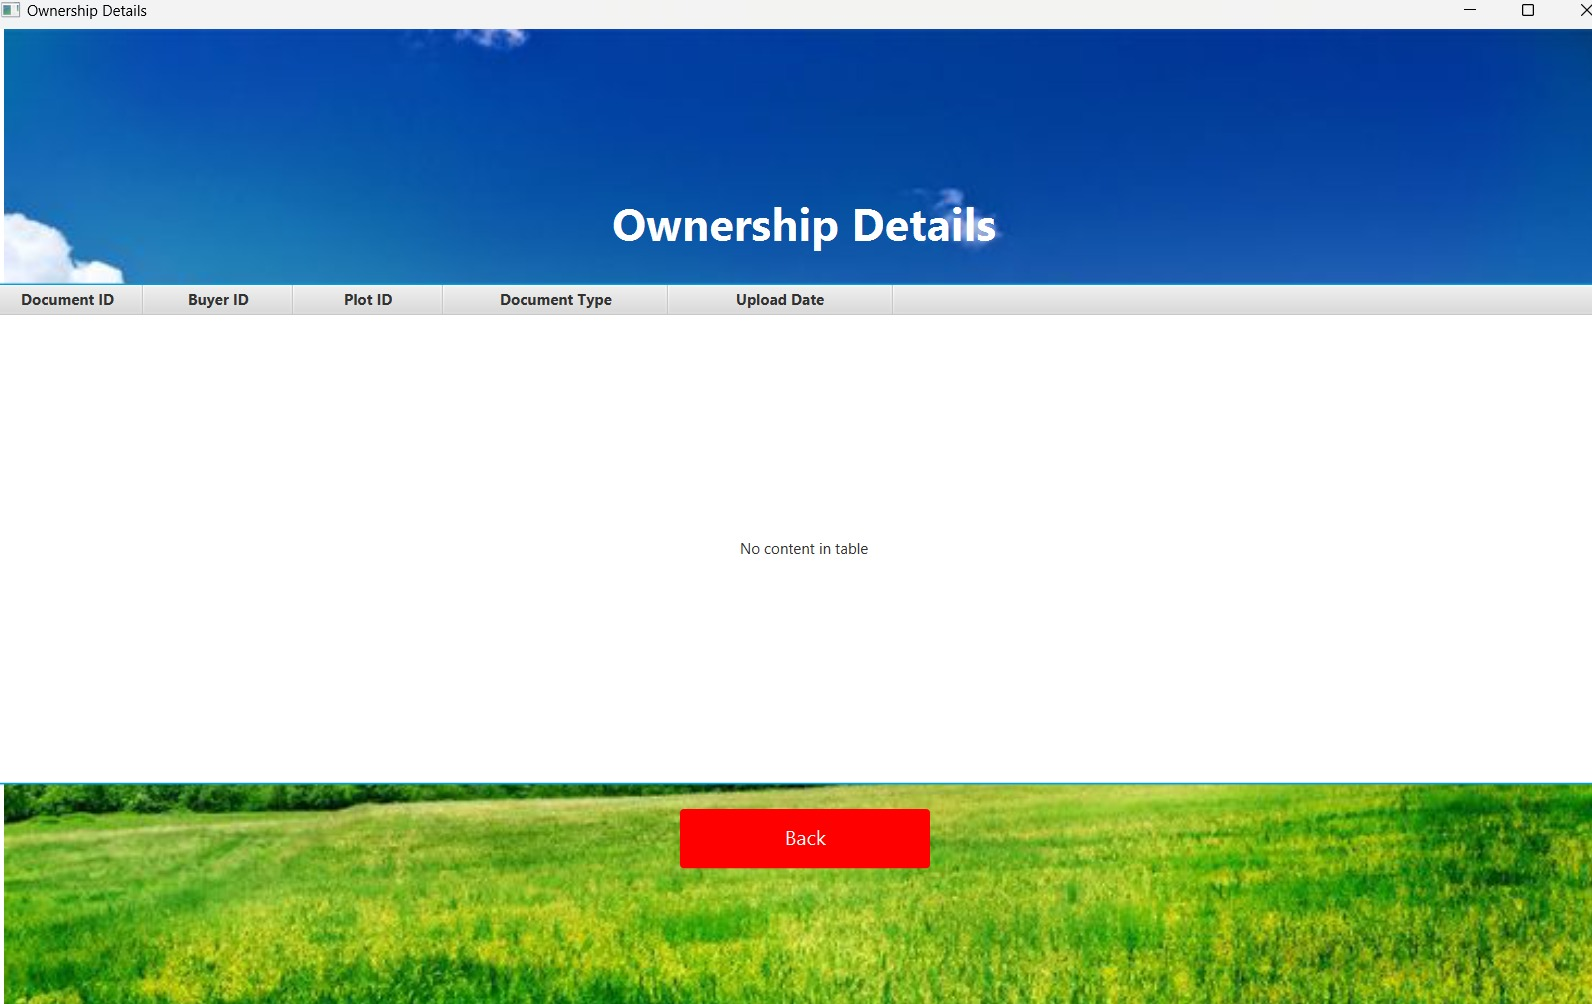 Ownership Details
Ownership Details
Document ID Buyer ID Plot ID Document Type Upload Date
No content in table
Back